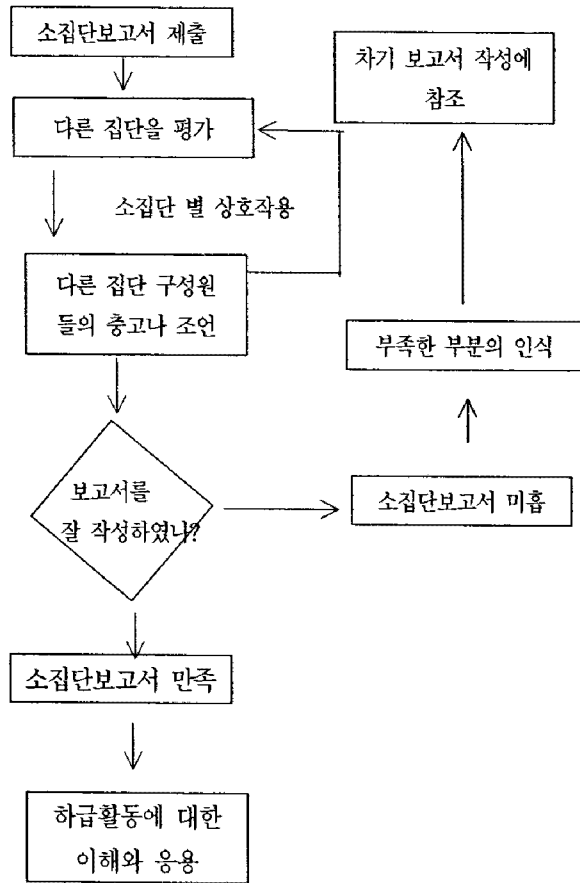 소집단보고서 제출
차기 보고서 작성에
참조
다른 집단을 평가
소집단 별 상호작용
다른 집단 구성원
들의 충고나 조언
부족한 부분의 인식
보고서를
잘 작성하였나?
소집단보고서 미흡
소집단보고서 만족
하급활동에 대한
이해와 응용